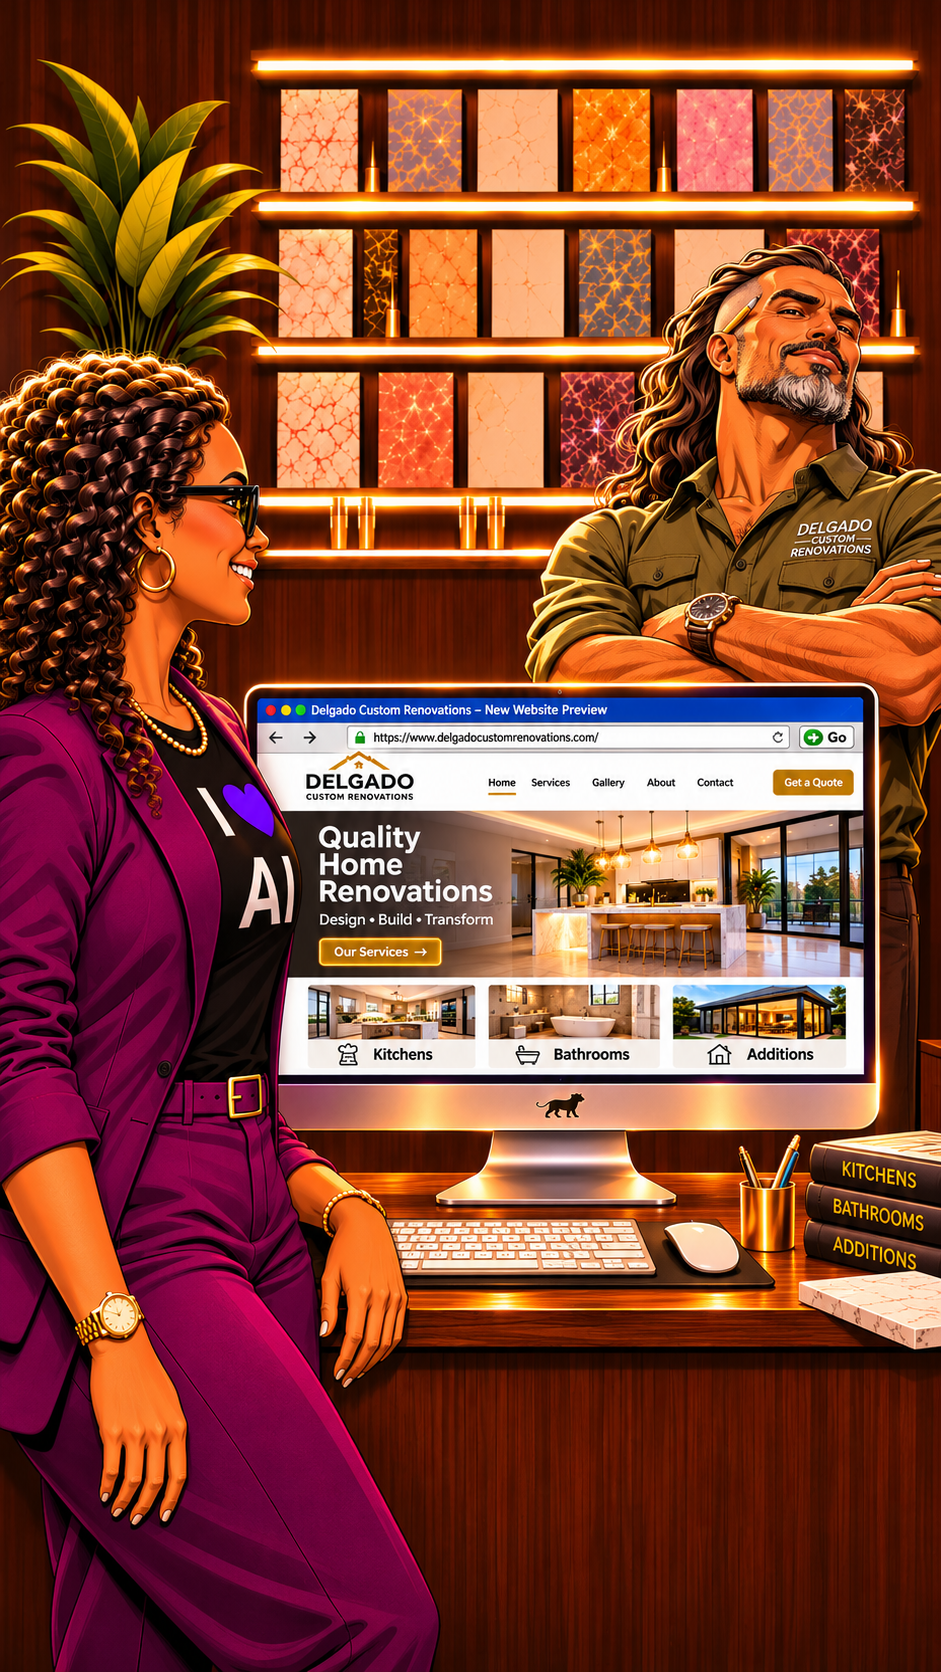 DELGADO
CUSTOM
RENOVATIONS
Delgado Custom Renovations – New Website Preview
https://www.delgadocustomrenovations.com/
Go
DELGADO
CUSTOM RENOVATIONS
Home Services Gallery About Contact Get a Quote
I 💜
AI
Quality
Home
Renovations
Design • Build • Transform
Our Services →
Kitchens Bathrooms Additions
KITCHENS
BATHROOMS
ADDITIONS